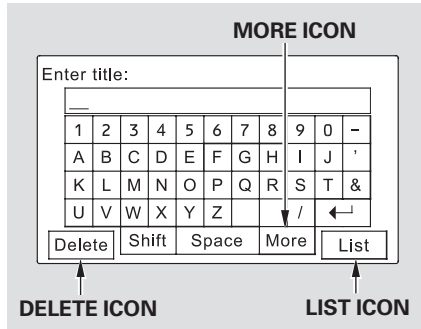 MORE ICON
Enter title:
1 2 3 4 5 6 7 8 9 0 -
A B C D E F G H I J '
K L M N O P Q R S T &
U V W X Y Z / ↵
Delete Shift Space More List
DELETE ICON LIST ICON